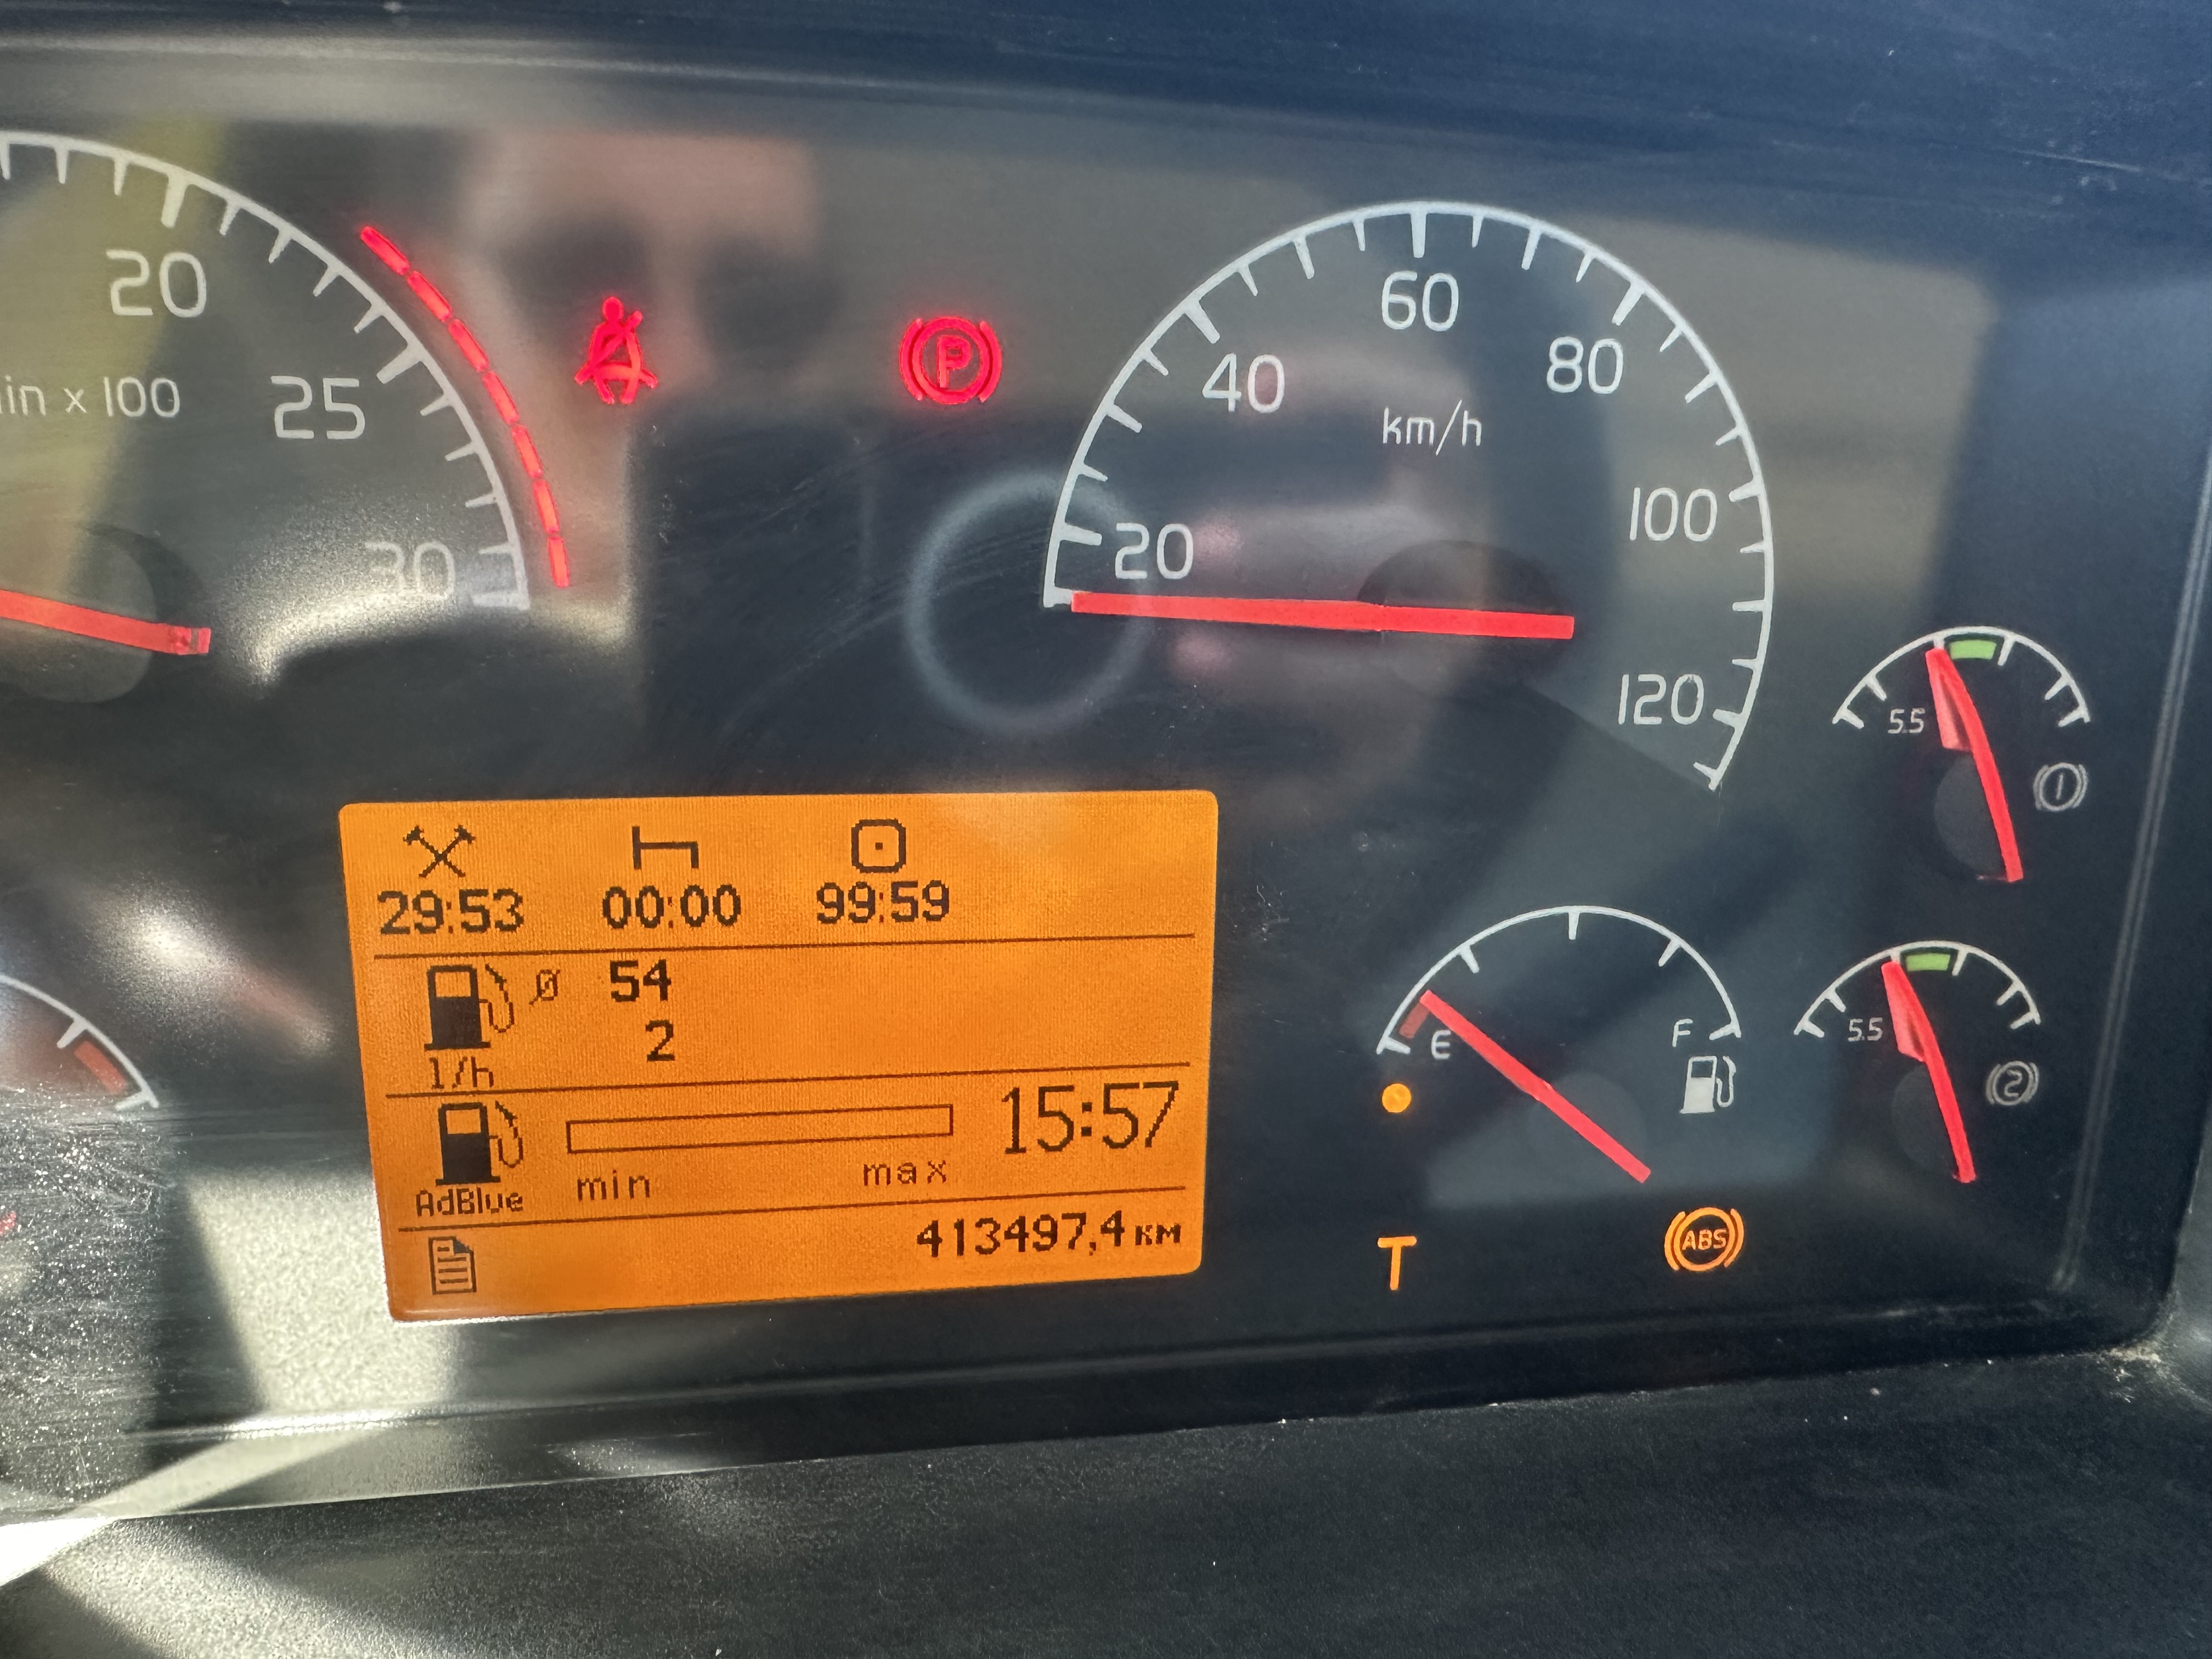 20
25
in x 100
30
P
20
40
60
80
100
120
km/h
5.5
1
29:53 00:00 99:59
ø 54
2
l/h
AdBlue
min max
15:57
413497,4 км
E F
5.5
2
T
ABS